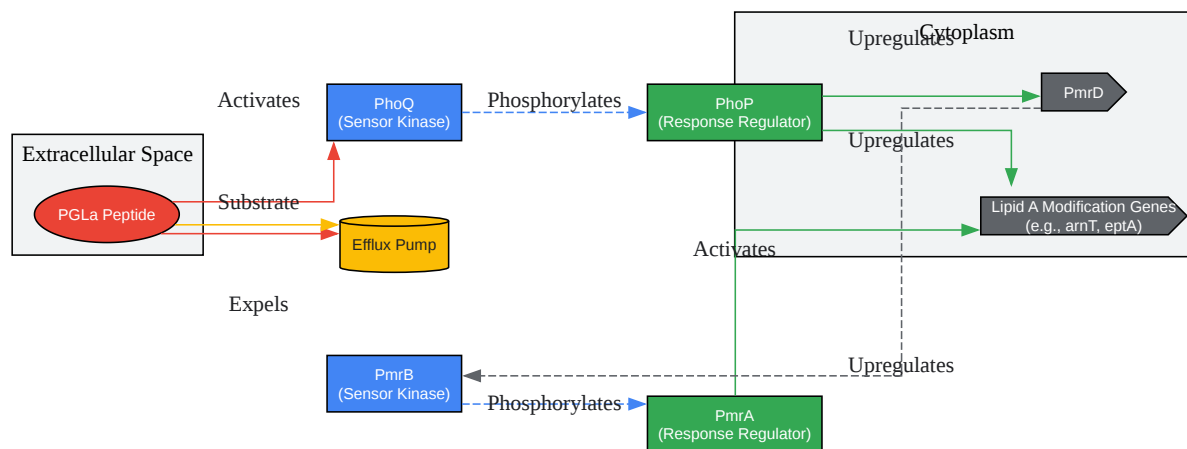 Upregulates
Cytoplasm
PhoQ
(Sensor Kinase)
Activates
Phosphorylates
PhoP
(Response Regulator)
PmrD
Upregulates
Extracellular Space
PGLa Peptide
Substrate
Lipid A Modification Genes
(e.g., arnT, eptA)
Efflux Pump
Activates
Expels
PmrB
(Sensor Kinase)
Upregulates
Phosphorylates
PmrA
(Response Regulator)